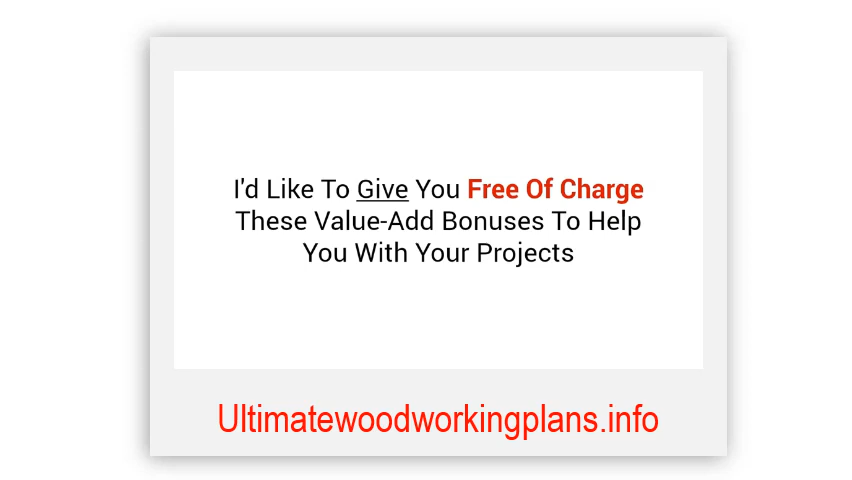 I'd Like To Give You Free Of Charge
These Value-Add Bonuses To Help
You With Your Projects
Ultimatewoodworkingplans.info